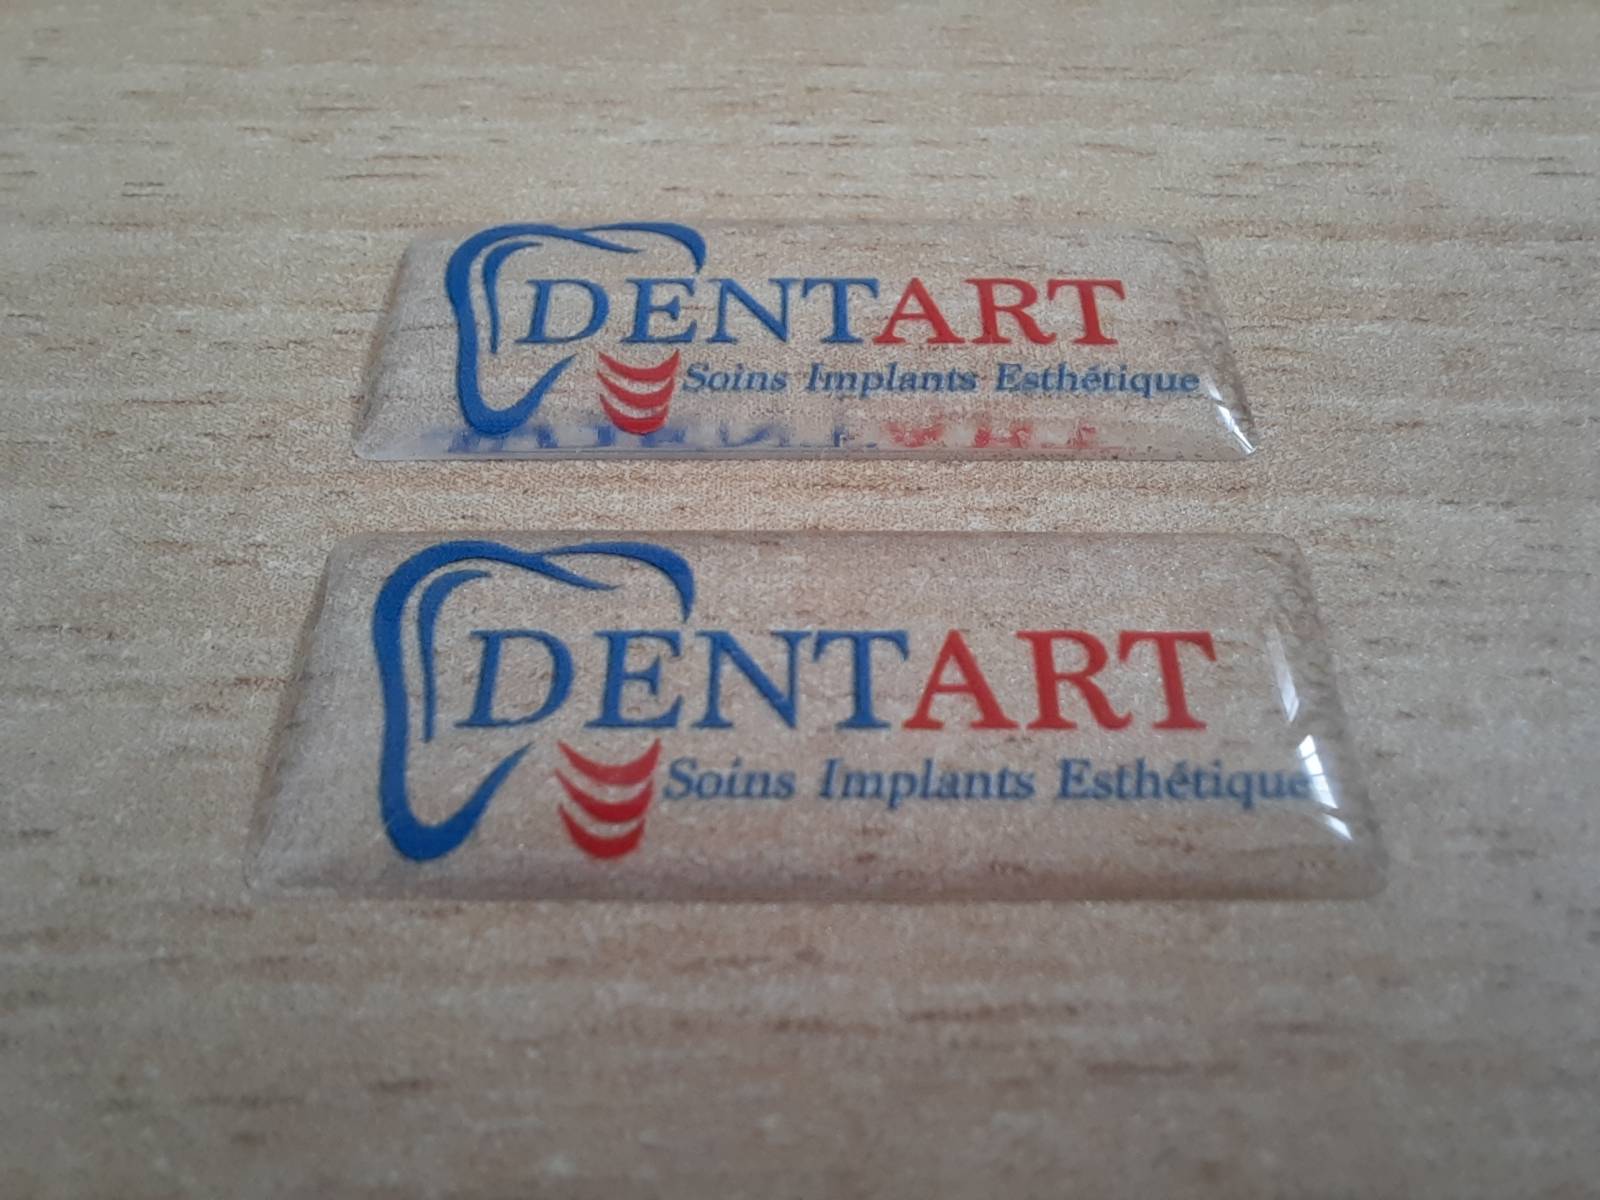 DENTART
Soins Implants Esthétique
DENTART
Soins Implants Esthétique